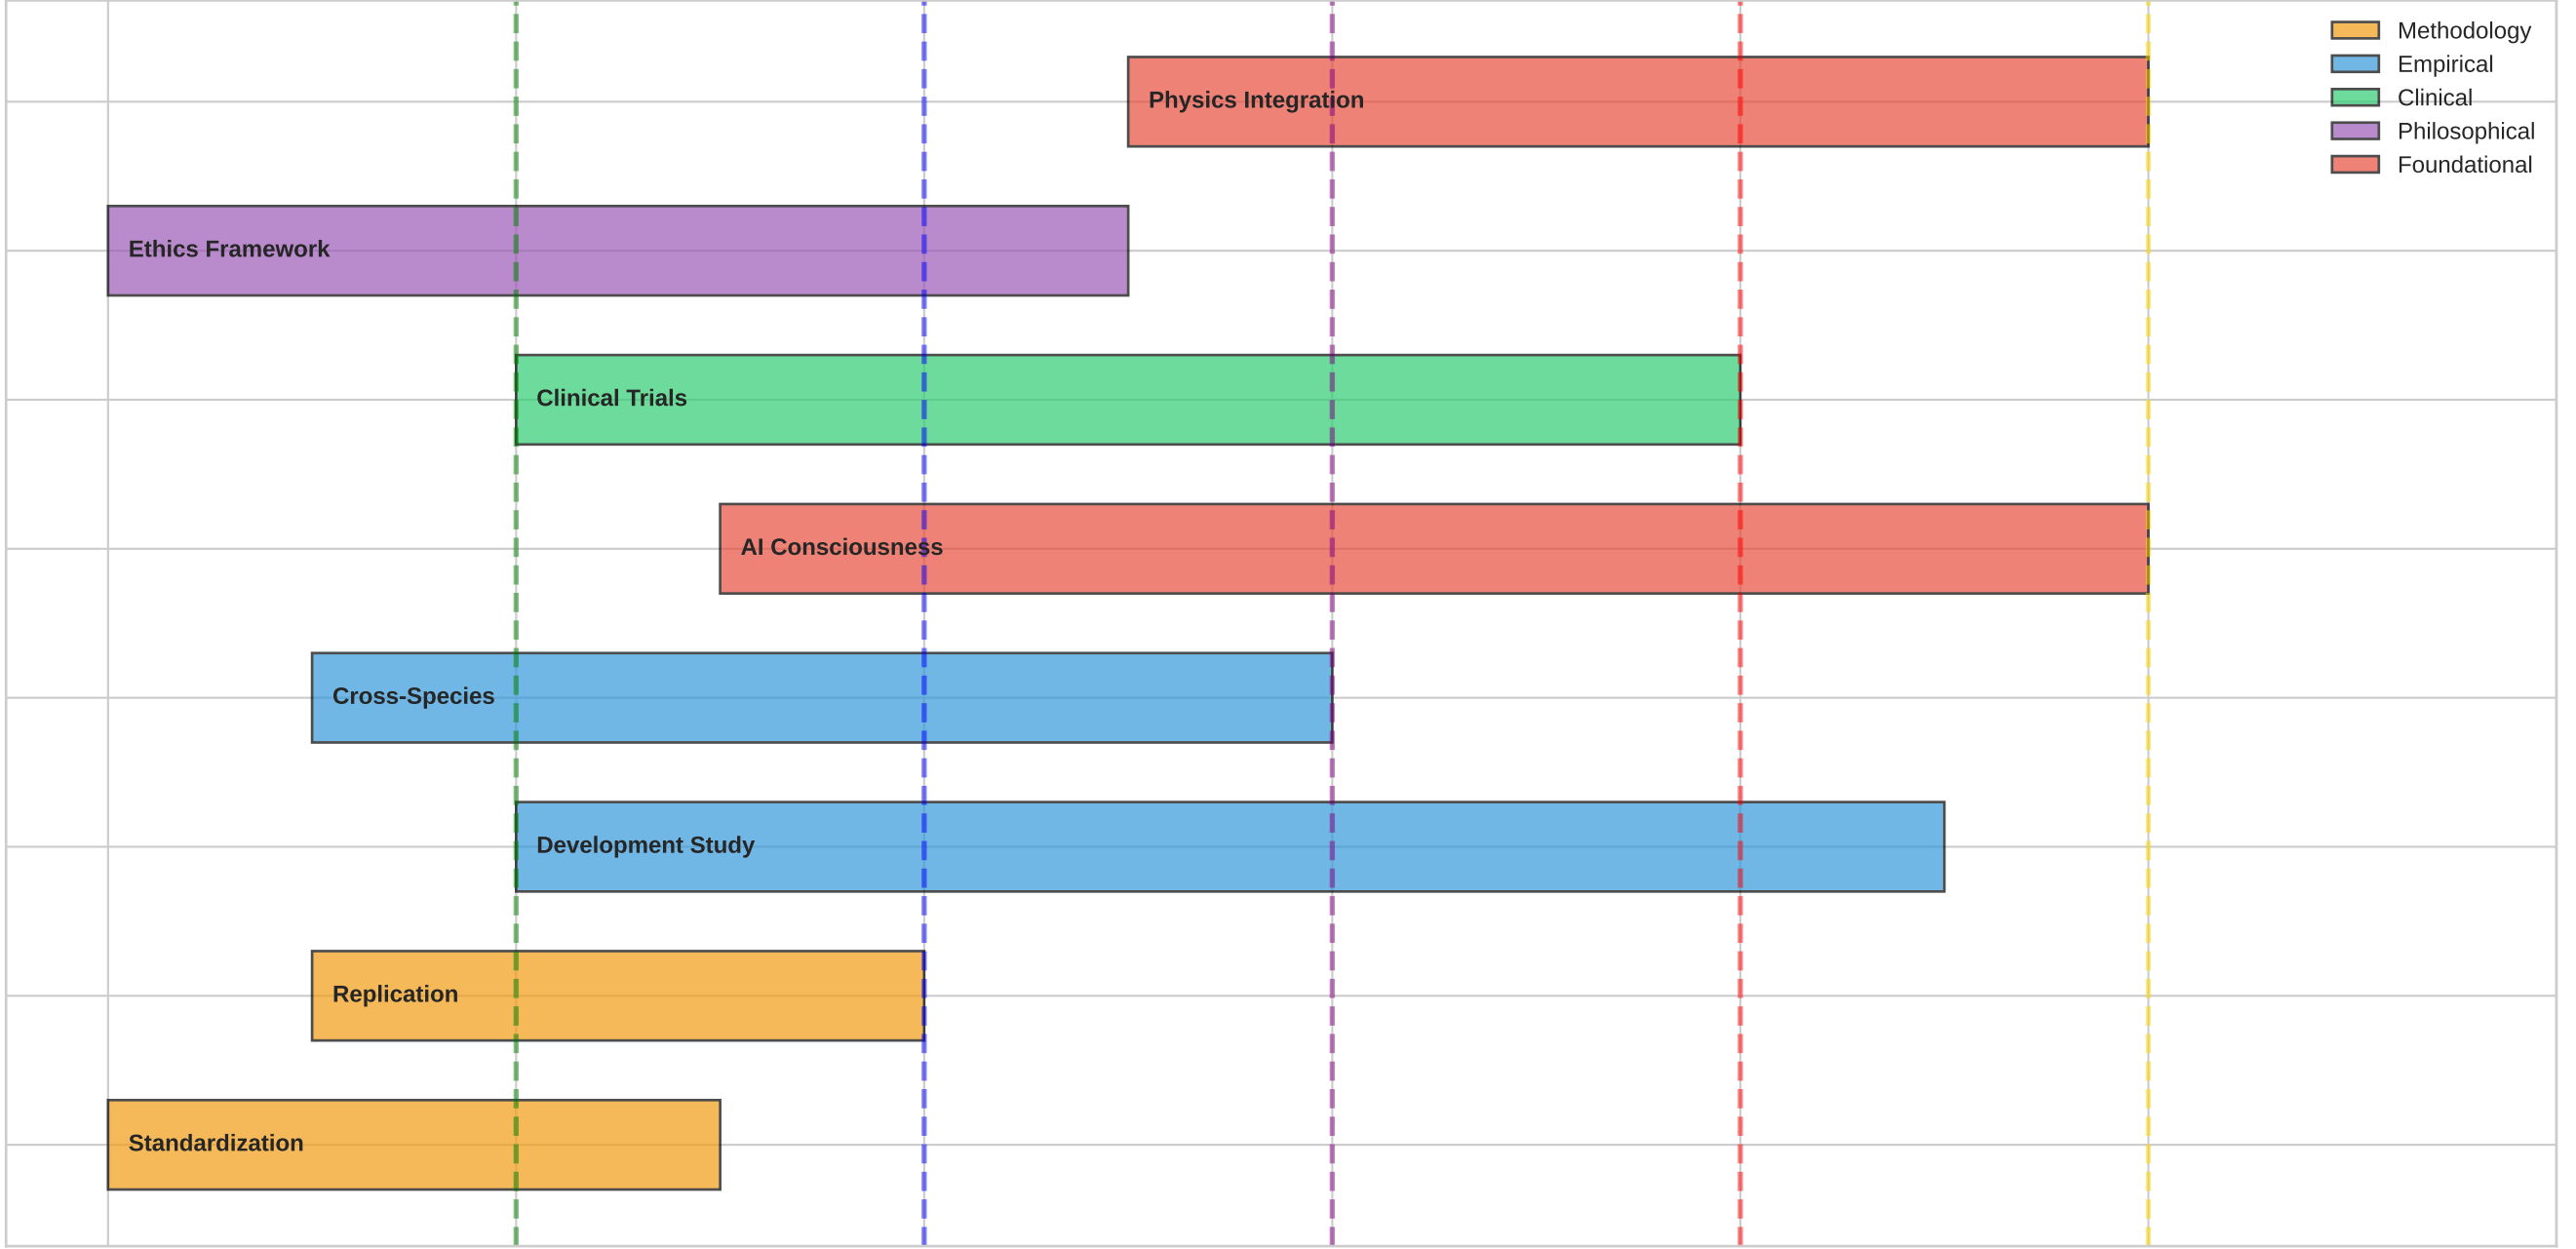 Methodology
Empirical
Clinical
Philosophical
Foundational
Physics Integration
Ethics Framework
Clinical Trials
AI Consciousness
Cross-Species
Development Study
Replication
Standardization